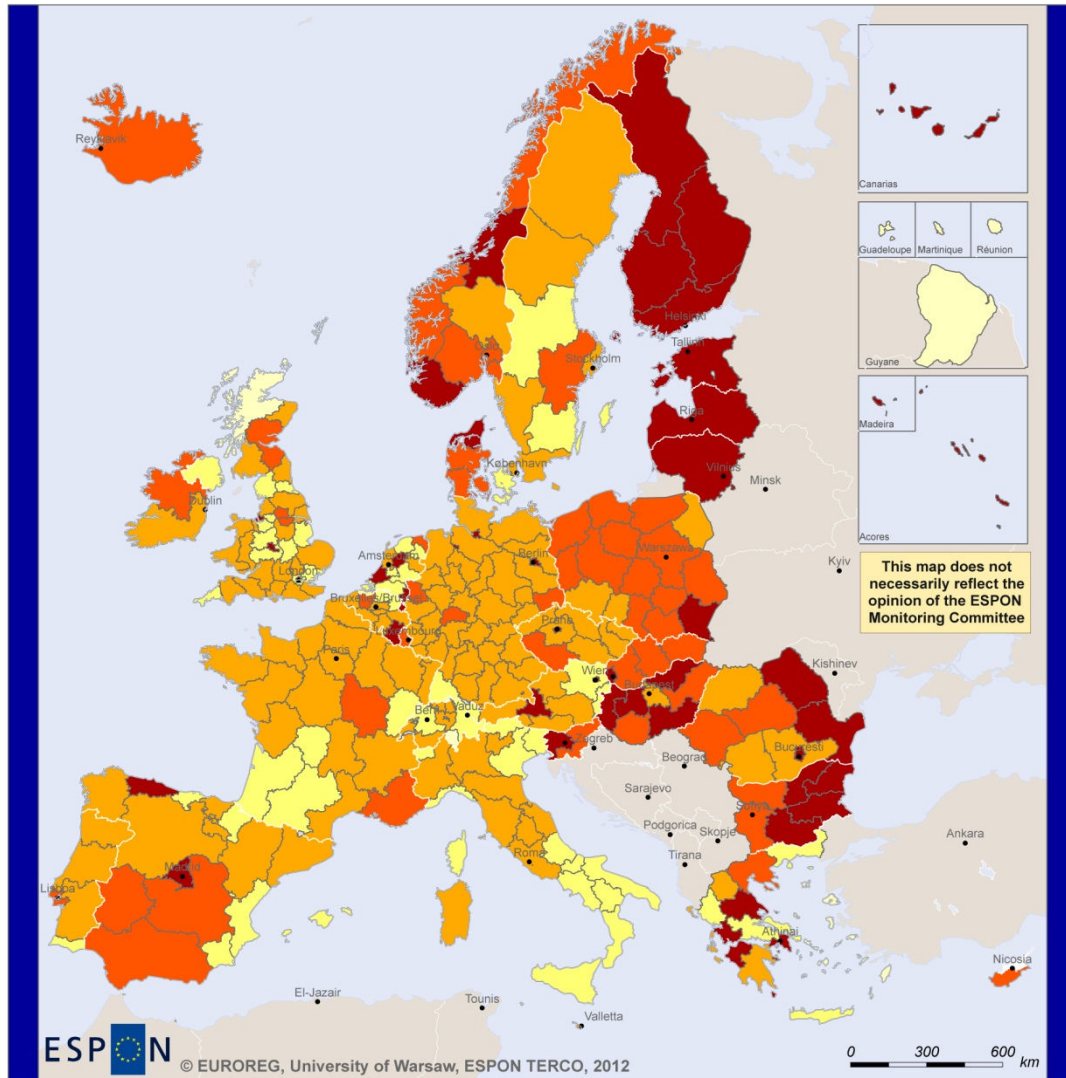 Reykjavik
Canarias
Guadeloupe
Martinique
Réunion
Guyane
Madeira
Acores
Helsinki
Tallinn
Stockholm
Riga
Vilnius
Minsk
København
Dublin
London
Amsterdam
Berlin
Warszawa
Kyiv
Bruxelles/Brussel
Luxembourg
Praha
Paris
Wien
Budapest
Kishinev
Bern
Vaduz
Zagreb
Bucuresti
Beograd
Sarajevo
Sofiya
Podgorica
Skopje
Tirana
Ankara
Roma
Madrid
Lisboa
Athinai
Nicosia
El-Jazair
Tounis
Valletta
This map does not
necessarily reflect the
opinion of the ESPON
Monitoring Committee
ESPON
© EUROREG, University of Warsaw, ESPON TERCO, 2012
0 300 600 km